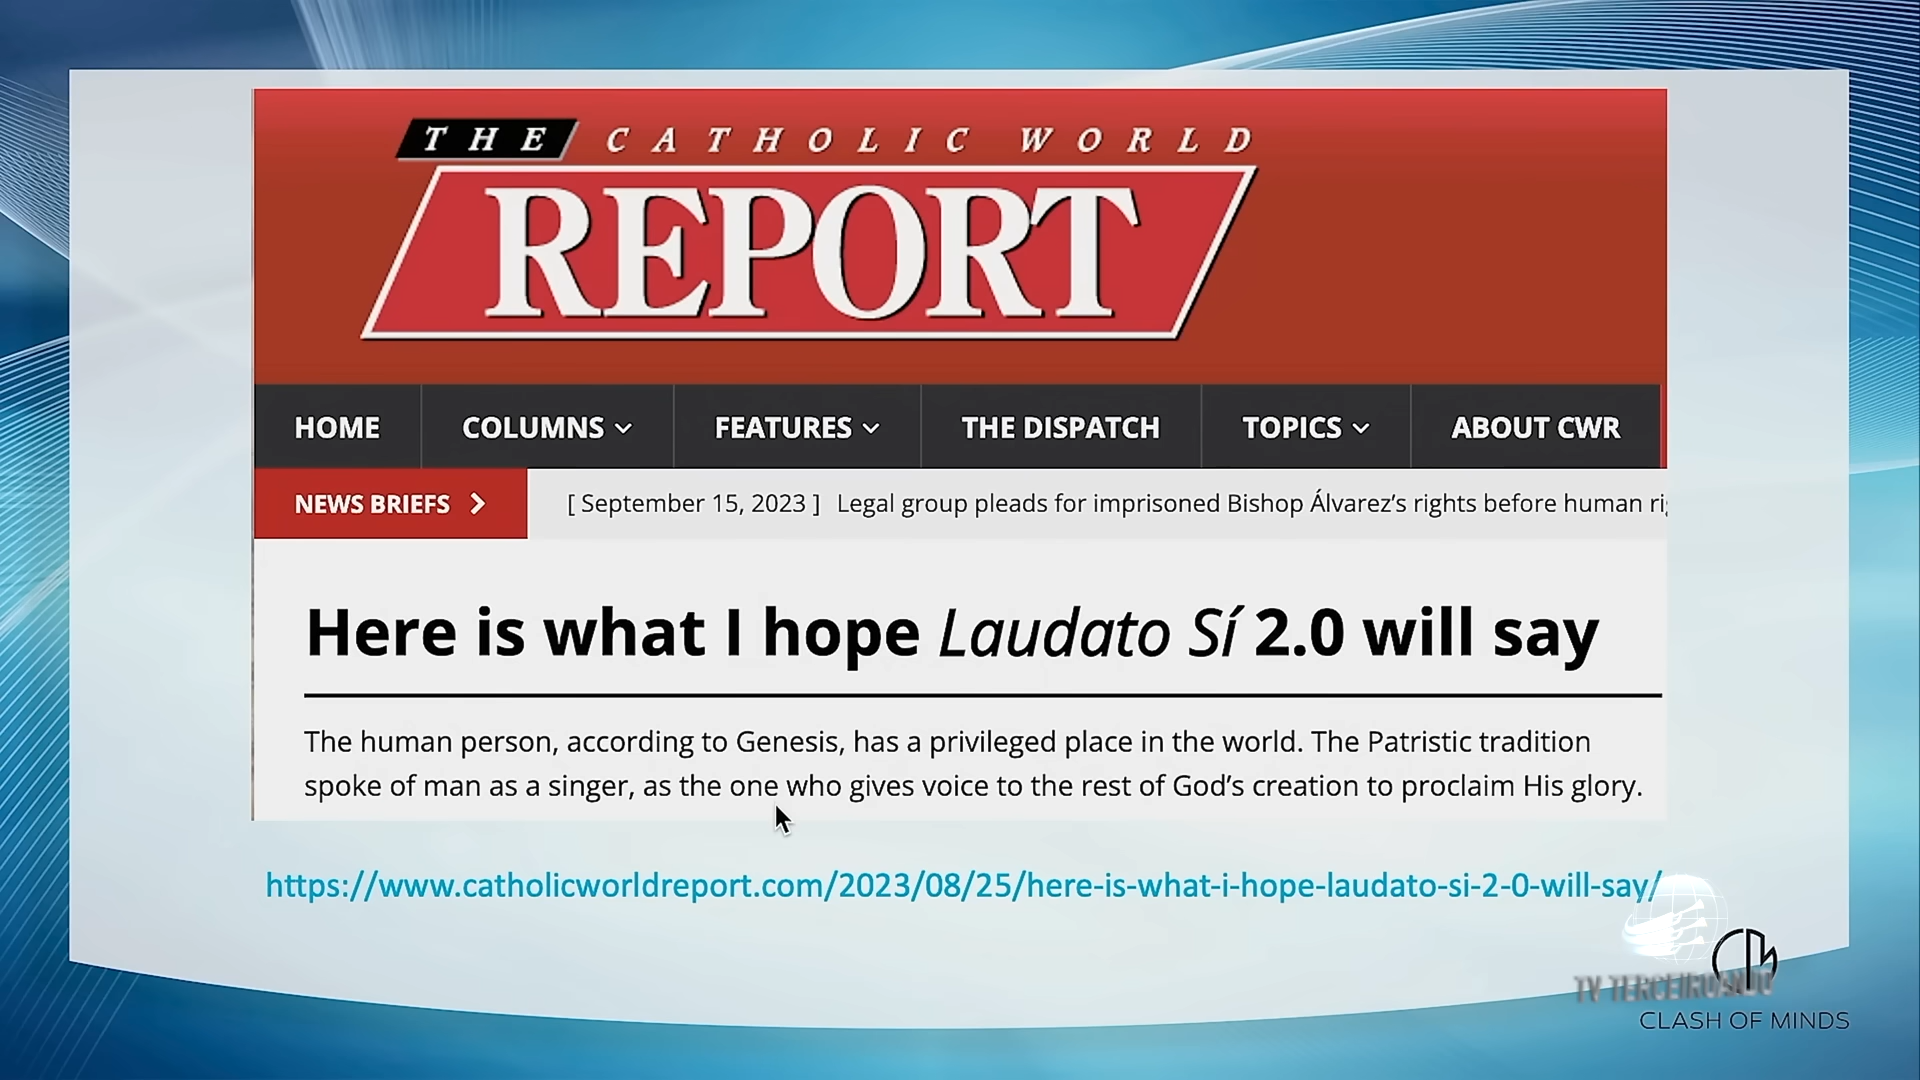 THE CATHOLIC WORLD
REPORT
HOME COLUMNS FEATURES THE DISPATCH TOPICS ABOUT CWR
NEWS BRIEFS [ September 15, 2023 ] Legal group pleads for imprisoned Bishop Álvarez’s rights before human
Here is what I hope Laudato Sí 2.0 will say
The human person, according to Genesis, has a privileged place in the world. The Patristic tradition
spoke of man as a singer, as the one who gives voice to the rest of God’s creation to proclaim His glory.
https://www.catholicworldreport.com/2023/08/25/here-is-what-i-hope-laudato-si-2-0-will-say/
TV
CLASH OF MINDS